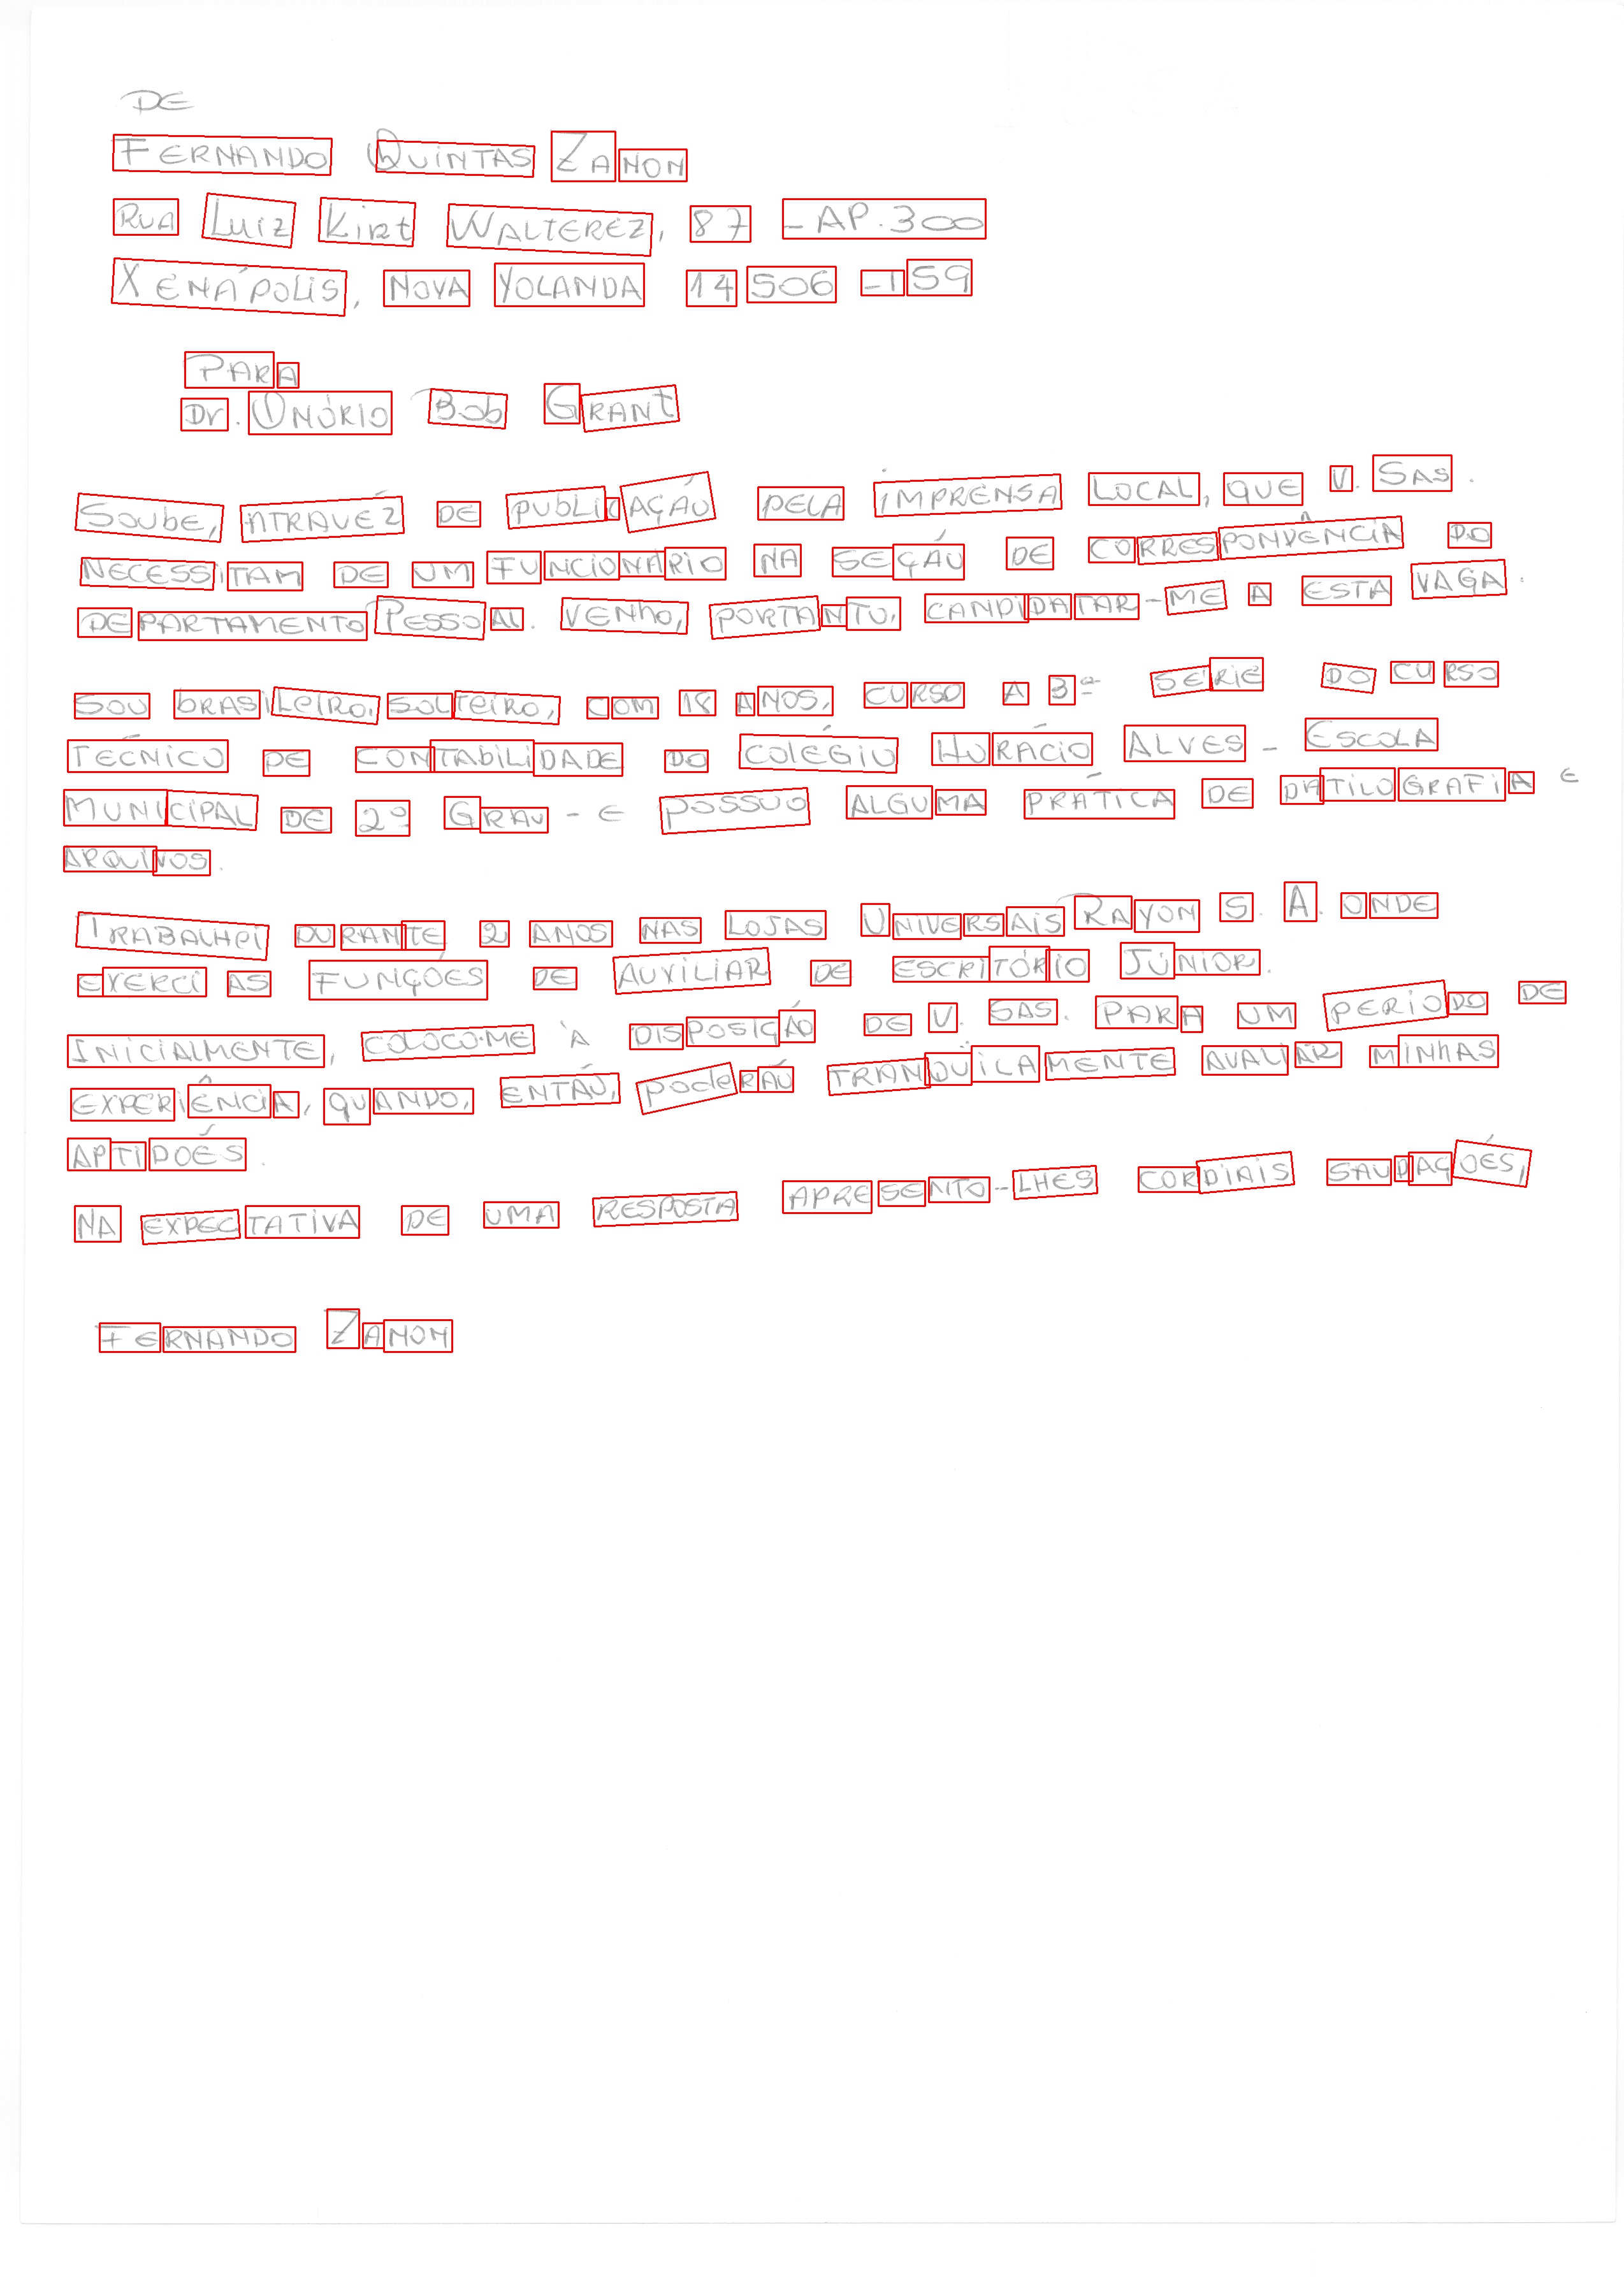 DE
FERNANDO QUINTAS ZANON
RUA LUIZ KIRT WALTEREZ, 87 - AP. 300
XENÁPOLIS, NOVA YOLANDA 14506-159
PARA
Dr. ONÓRIO BOB GRANT
SOUBE, ATRAVÉZ DE PUBLICAÇÃO PELA IMPRENSA LOCAL, QUE V. SAS.
NECESSITAM DE UM FUNCIONÁRIO NA SEÇÃO DE CORRESPONDÊNCIA DO
DEPARTAMENTO PESSOAL. VENHO, PORTANTO, CANDIDATAR-ME A ESTA VAGA.
SOU BRASILEIRO, SOLTEIRO, COM 18 ANOS, CURSO A 3ª SÉRIE DO CURSO
TÉCNICO DE CONTABILIDADE DO COLÉGIO HORÁCIO ALVES - ESCOLA
MUNICIPAL DE 2º GRAU - E POSSUO ALGUMA PRÁTICA DE DATILOGRAFIA E
ARQUIVOS.
TRABALHEI DURANTE 2 ANOS NAS LOJAS UNIVERSAIS RAYON S. A. ONDE
EXERCI AS FUNÇÕES DE AUXILIAR DE ESCRITÓRIO JÚNIOR.
INICIALMENTE, COLOCO-ME À DISPOSIÇÃO DE V. SAS. PARA UM PERÍODO DE
EXPERIÊNCIA, QUANDO, ENTÃO, PODERÃO TRANQÜILAMENTE AVALIAR MINHAS
APTIDÕES.
NA EXPECTATIVA DE UMA RESPOSTA APRESENTO-LHES CORDIAIS SAUDAÇÕES,
FERNANDO ZANON